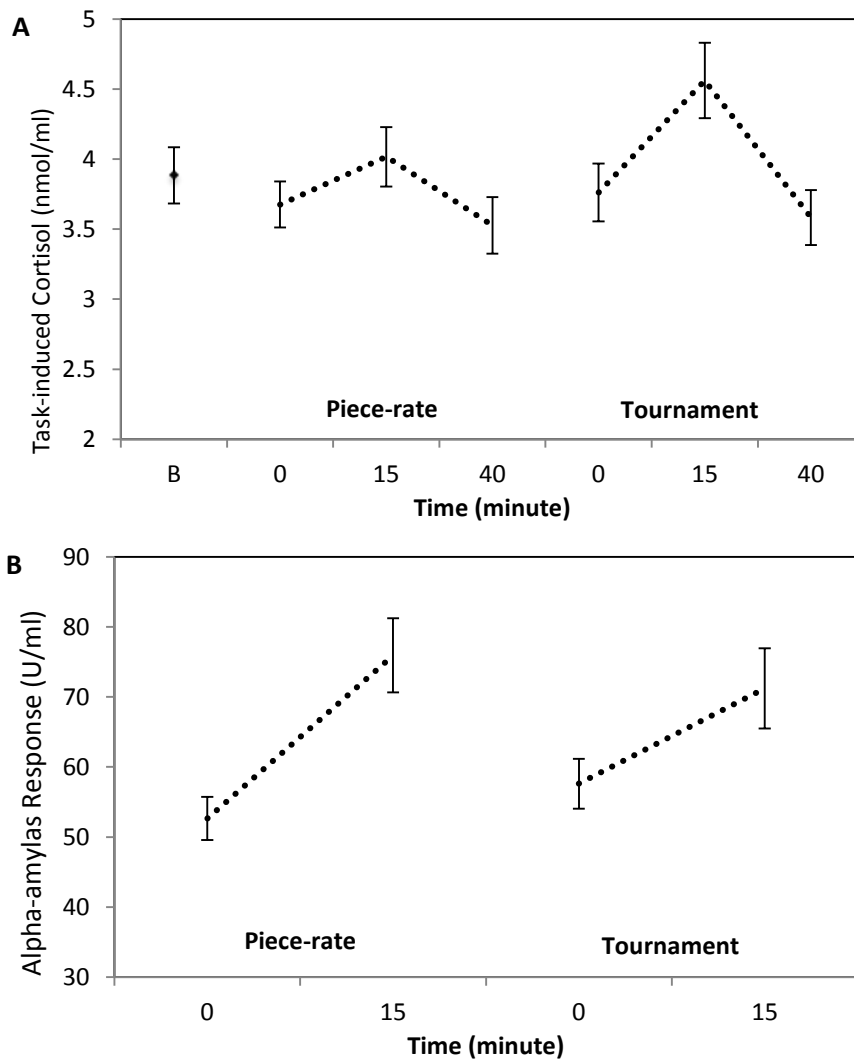 A
5
4.5
4
3.5
3
2.5
2
Task-induced Cortisol (nmol/ml)
Piece-rate
Tournament
B 0 15 40 0 15 40
Time (minute)
B
90
80
70
60
50
40
30
Alpha-amylas Response (U/ml)
Piece-rate
Tournament
0 15 0 15
Time (minute)